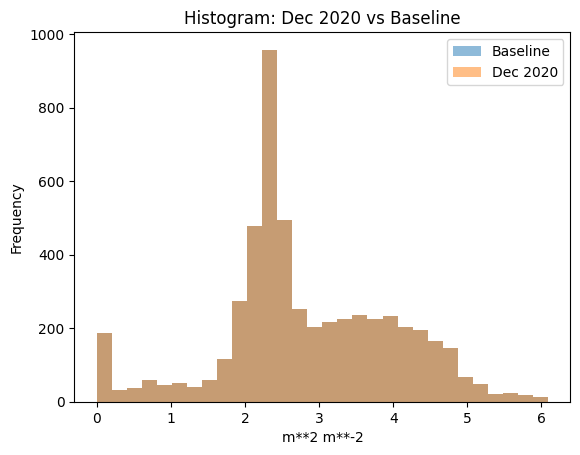 Histogram: Dec 2020 vs Baseline
Baseline
Dec 2020
Frequency
1000
800
600
400
200
0
0 1 2 3 4 5 6
m**2 m**-2